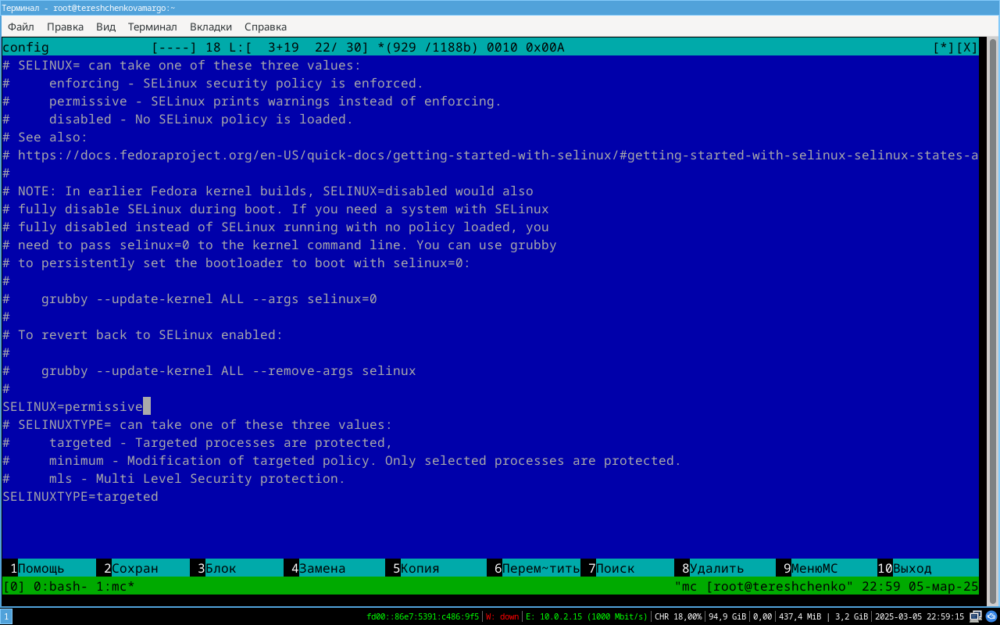 Терминал - root@tereshchenkovamargo:~
Файл Правка Вид Терминал Вкладки Справка
config [----] 18 L:[ 3+19 22/ 30] *(929 /1188b) 0010 0x00A [*][X]
# SELINUX= can take one of these three values:
# enforcing - SELinux security policy is enforced.
# permissive - SELinux prints warnings instead of enforcing.
# disabled - No SELinux policy is loaded.
# See also:
# https://docs.fedoraproject.org/en-US/quick-docs/getting-started-with-selinux/#getting-started-with-selinux-selinux-states-a
#
# NOTE: In earlier Fedora kernel builds, SELINUX=disabled would also
# fully disable SELinux during boot. If you need a system with SELinux
# fully disabled instead of SELinux running with no policy loaded, you
# need to pass selinux=0 to the kernel command line. You can use grubby
# to persistently set the bootloader to boot with selinux=0:
#
# grubby --update-kernel ALL --args selinux=0
#
# To revert back to SELinux enabled:
#
# grubby --update-kernel ALL --remove-args selinux
#
SELINUX=permissive
# SELINUXTYPE= can take one of these three values:
# targeted - Targeted processes are protected,
# minimum - Modification of targeted policy. Only selected processes are protected.
# mls - Multi Level Security protection.
SELINUXTYPE=targeted
1Помощь 2Сохран 3Блок 4Замена 5Копия 6Перем~тить 7Поиск 8Удалить 9МенюМС 10Выход
[0] 0:bash- 1:mc* "mc [root@tereshchenko" 22:59 05-мар-25
1 fd00::86e7:5391:c486:9f5 W: down E: 10.0.2.15 (1000 Mbit/s) CHR 18,00% 94,9 GiB 0,00 437,4 MiB | 3,2 GiB 2025-03-05 22:59:15